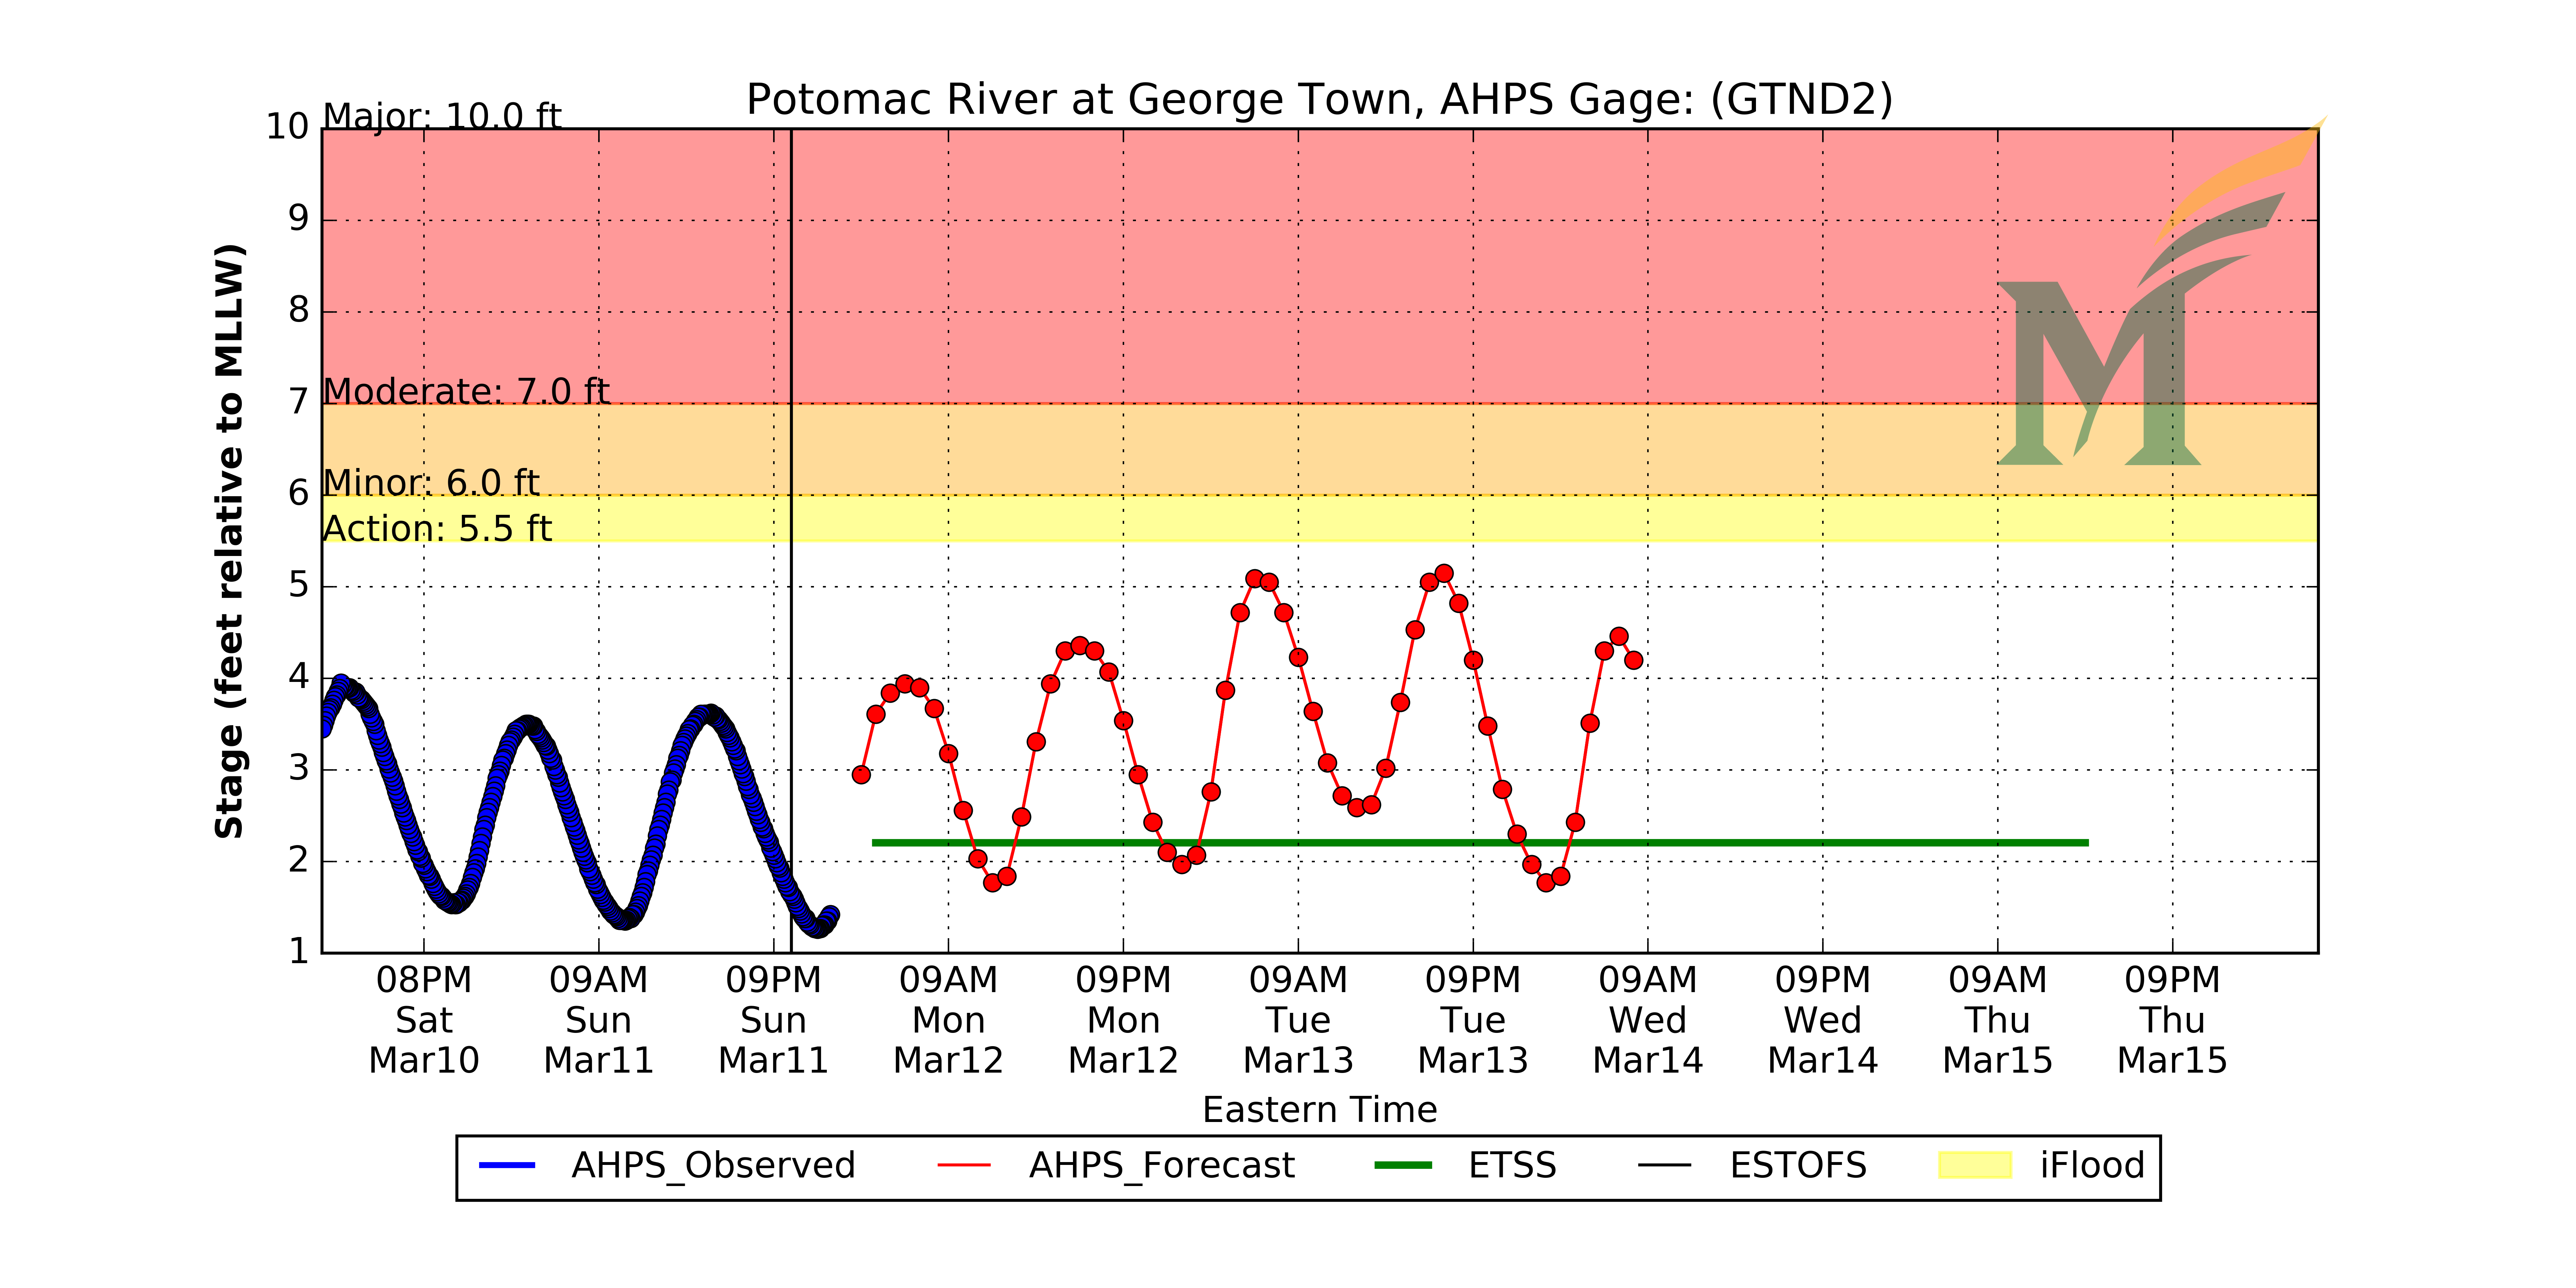 Potomac River at George Town, AHPS Gage: (GTND2)
Major: 10.0 ft
Moderate: 7.0 ft
Minor: 6.0 ft
Action: 5.5 ft
10
9
8
7
6
5
4
3
2
1
Stage (feet relative to MLLW)
08PM 09AM 09PM 09AM 09PM 09AM 09PM 09AM 09PM 09AM 09PM
Sat Sun Sun Mon Mon Tue Tue Wed Wed Thu Thu
Mar10 Mar11 Mar11 Mar12 Mar12 Mar13 Mar13 Mar14 Mar14 Mar15 Mar15
Eastern Time
AHPS_Observed AHPS_Forecast ETSS ESTOFS iFlood